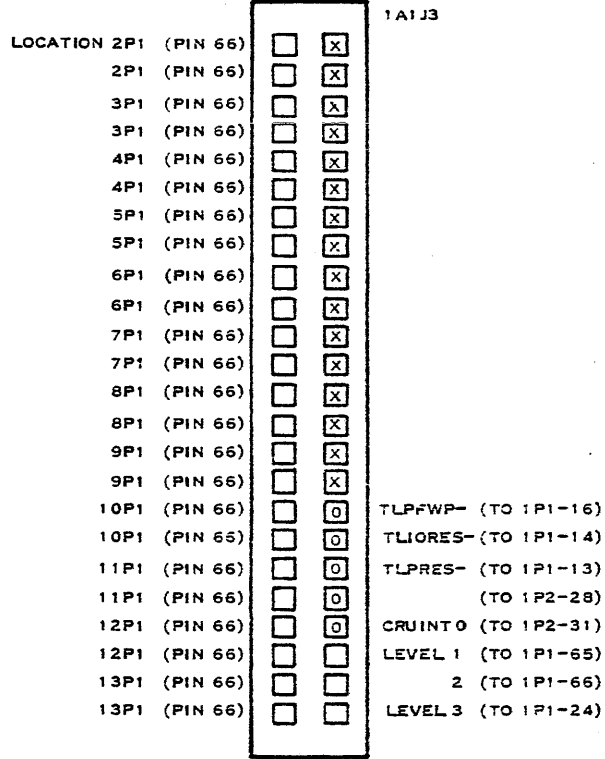 1A1J3
LOCATION 2P1 (PIN 66) X
2P1 (PIN 66) X
3P1 (PIN 66) X
3P1 (PIN 66) X
4P1 (PIN 66) X
4P1 (PIN 66) X
5P1 (PIN 66) X
5P1 (PIN 66) X
6P1 (PIN 66) X
6P1 (PIN 66) X
7P1 (PIN 66) X
7P1 (PIN 66) X
8P1 (PIN 66) X
8P1 (PIN 66) X
9P1 (PIN 66) X
9P1 (PIN 66) X
10P1 (PIN 66) O TLPFWP- (TO 1P1-16)
10P1 (PIN 65) O TLIORES- (TO 1P1-14)
11P1 (PIN 66) O TLPRES- (TO 1P1-13)
11P1 (PIN 66) O (TO 1P2-28)
12P1 (PIN 66) O CRUINT 0 (TO 1P2-31)
12P1 (PIN 66) LEVEL 1 (TO 1P1-65)
13P1 (PIN 66) 2 (TO 1P1-66)
13P1 (PIN 66) LEVEL 3 (TO 1P1-24)